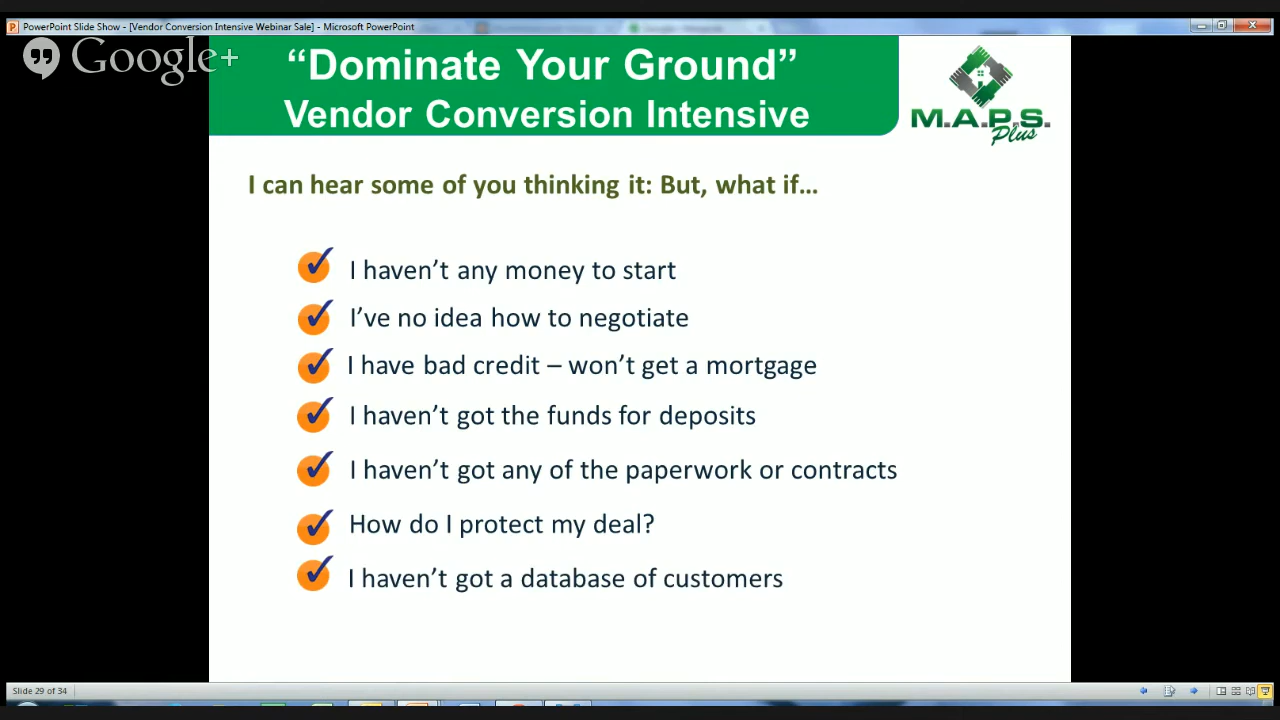 PowerPoint Slide Show - [Vendor Conversion Intensive Webinar Sale] - Microsoft PowerPoint
Google+
“Dominate Your Ground”
Vendor Conversion Intensive
M.A.P.S.
Plus
I can hear some of you thinking it: But, what if…
I haven’t any money to start
I’ve no idea how to negotiate
I have bad credit – won’t get a mortgage
I haven’t got the funds for deposits
I haven’t got any of the paperwork or contracts
How do I protect my deal?
I haven’t got a database of customers
Slide 29 of 34